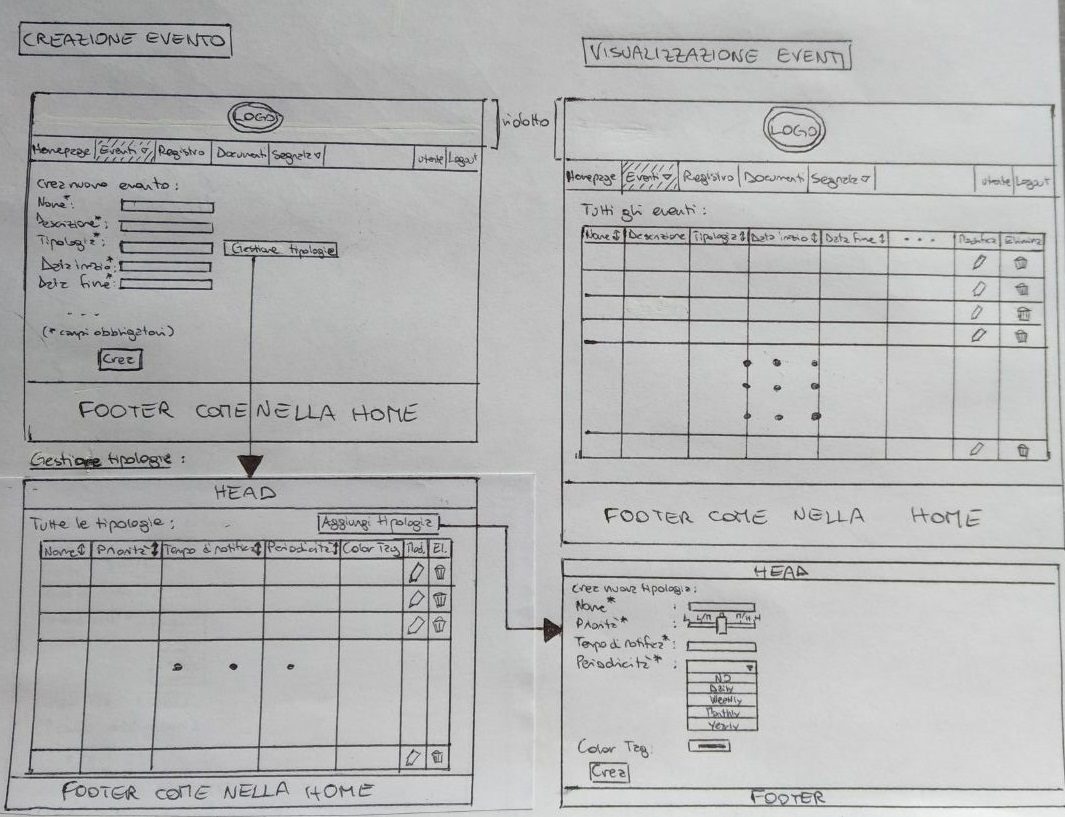 CREAZIONE EVENTO
LOGO
Homepage Eventi Registro Documenti Segnala utente Logout
Crea nuovo evento:
Nome*:
Descrizione*:
Tipologia*: Gestione tipologie
Data inizio*:
Data fine*:
...
(* campi obbligatori)
Crea
FOOTER COME NELLA HOME
ridotto
VISUALIZZAZIONE EVENTI
LOGO
Homepage Eventi Registro Documenti Segnala utente Logout
Tutti gli eventi:
Nome Descrizione Tipologia Data inizio Data fine ... Modifica Elimina
FOOTER COME NELLA HOME
Gestione tipologie:
HEAD
Tutte le tipologie: Aggiungi tipologia
Nome Priorità Tempo di notifica Periodicità Color Tag Mod. El.
FOOTER COME NELLA HOME
HEAD
Crea nuova tipologia:
Nome* :
Priorità* : L L/M M/H H
Tempo di notifica* :
Periodicità* :
NO
Daily
Weekly
Monthly
Yearly
Color Tag:
Crea
FOOTER